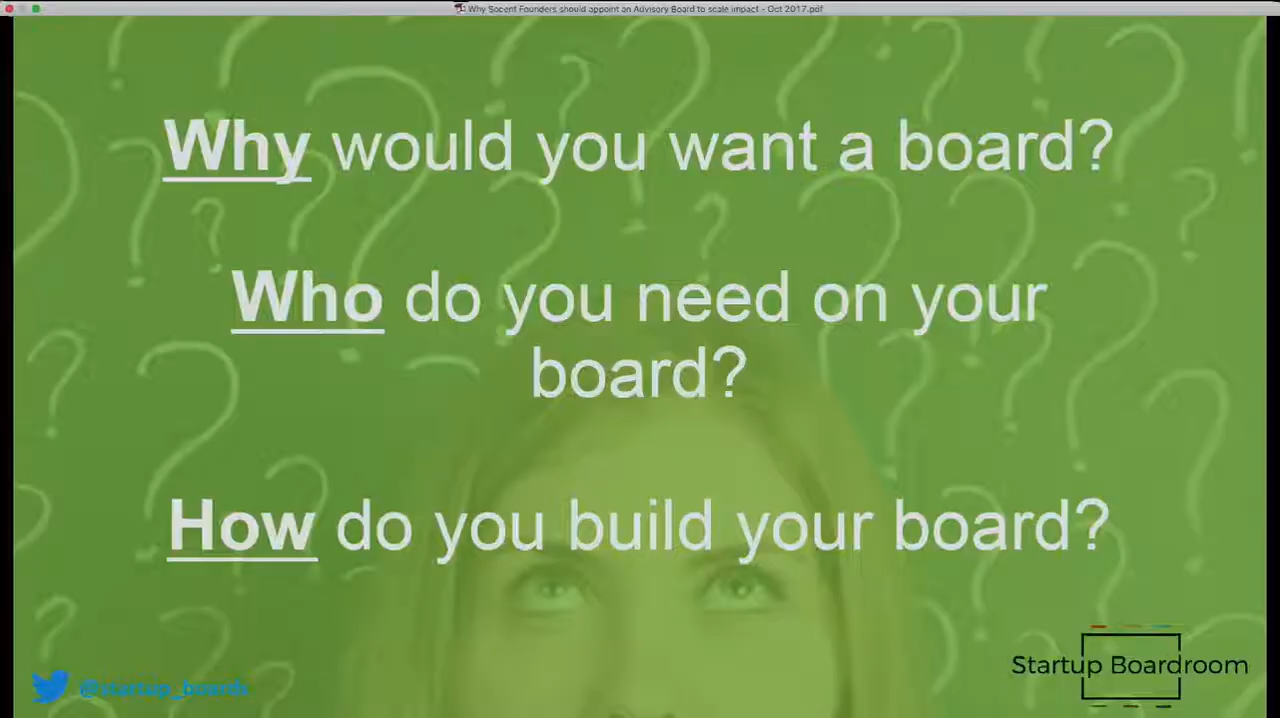 Why Socent Founders should appoint an Advisory Board to scale impact - Oct 2017.pdf
Why would you want a board?
Who do you need on your
board?
How do you build your board?
@startup_boards
Startup Boardroom